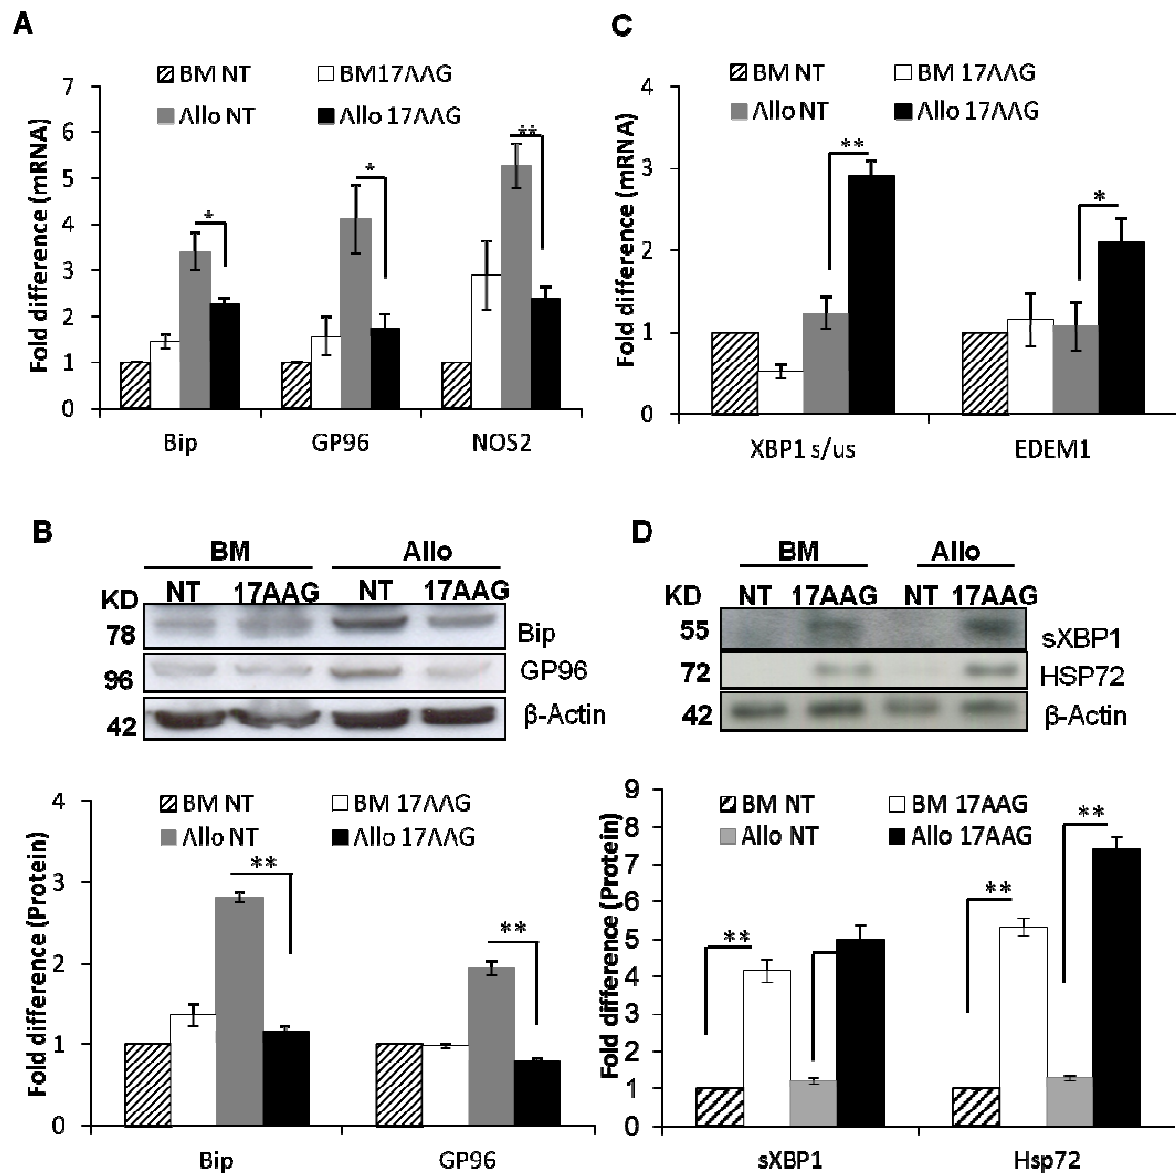 A
BM NT BM17AAG
Allo NT Allo 17AAG
Fold difference (mRNA)
7
6
5
4
3
2
1
0
* * **
Bip GP96 NOS2
C
BM NT BM 17AAG
Allo NT Allo 17AAG
Fold difference (mRNA)
4
3
2
1
0
** *
XBP1 s/us EDEM1
B
BM Allo
NT 17AAG NT 17AAG
KD
78 Bip
96 GP96
42 β-Actin
BM NT BM 17AAG
Allo NT Allo 17AAG
Fold difference (Protein)
4
3
2
1
0
** **
Bip GP96
D
BM Allo
KD NT 17AAG NT 17AAG
55 sXBP1
72 HSP72
42 β-Actin
BM NT BM 17AAG
Allo NT Allo 17AAG
Fold difference (Protein)
9
8
7
6
5
4
3
2
1
0
** ** **
sXBP1 Hsp72